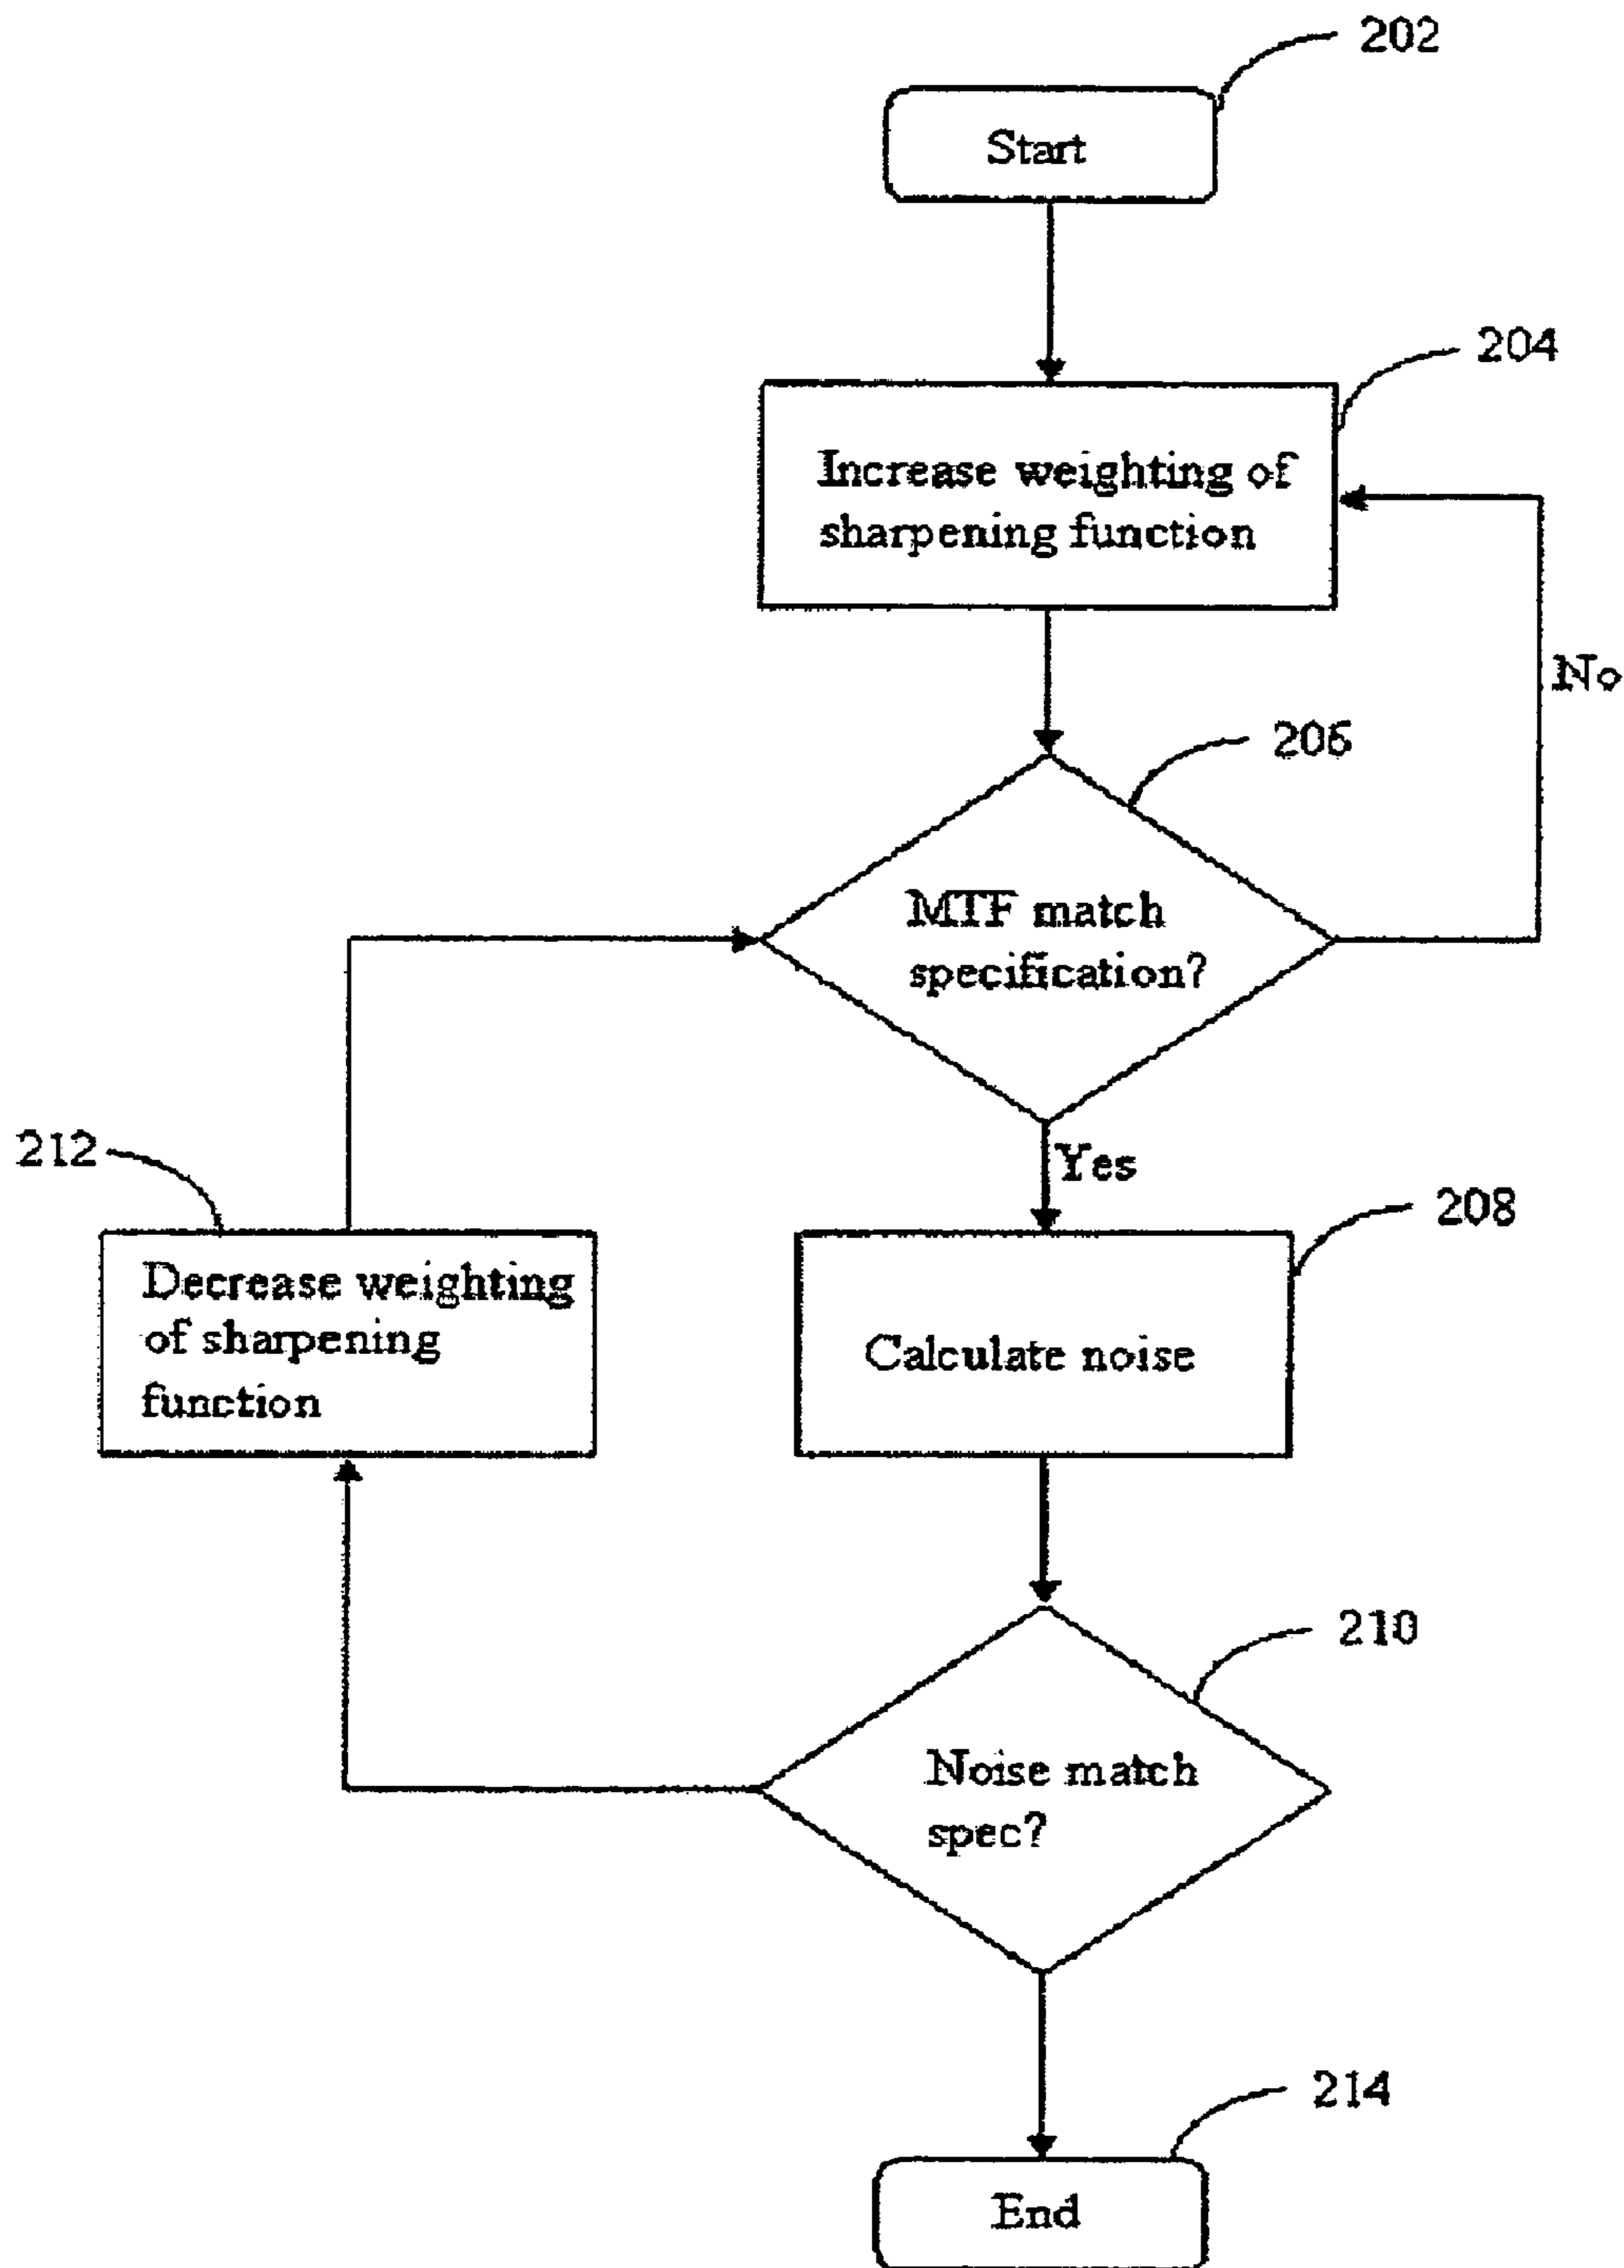 202
Start
204
Increase weighting of
sharpening function
No
206
MTF match
specification?
Yes
212
208
Decrease weighting
of sharpening
function
Calculate noise
210
Noise match
spec?
214
End